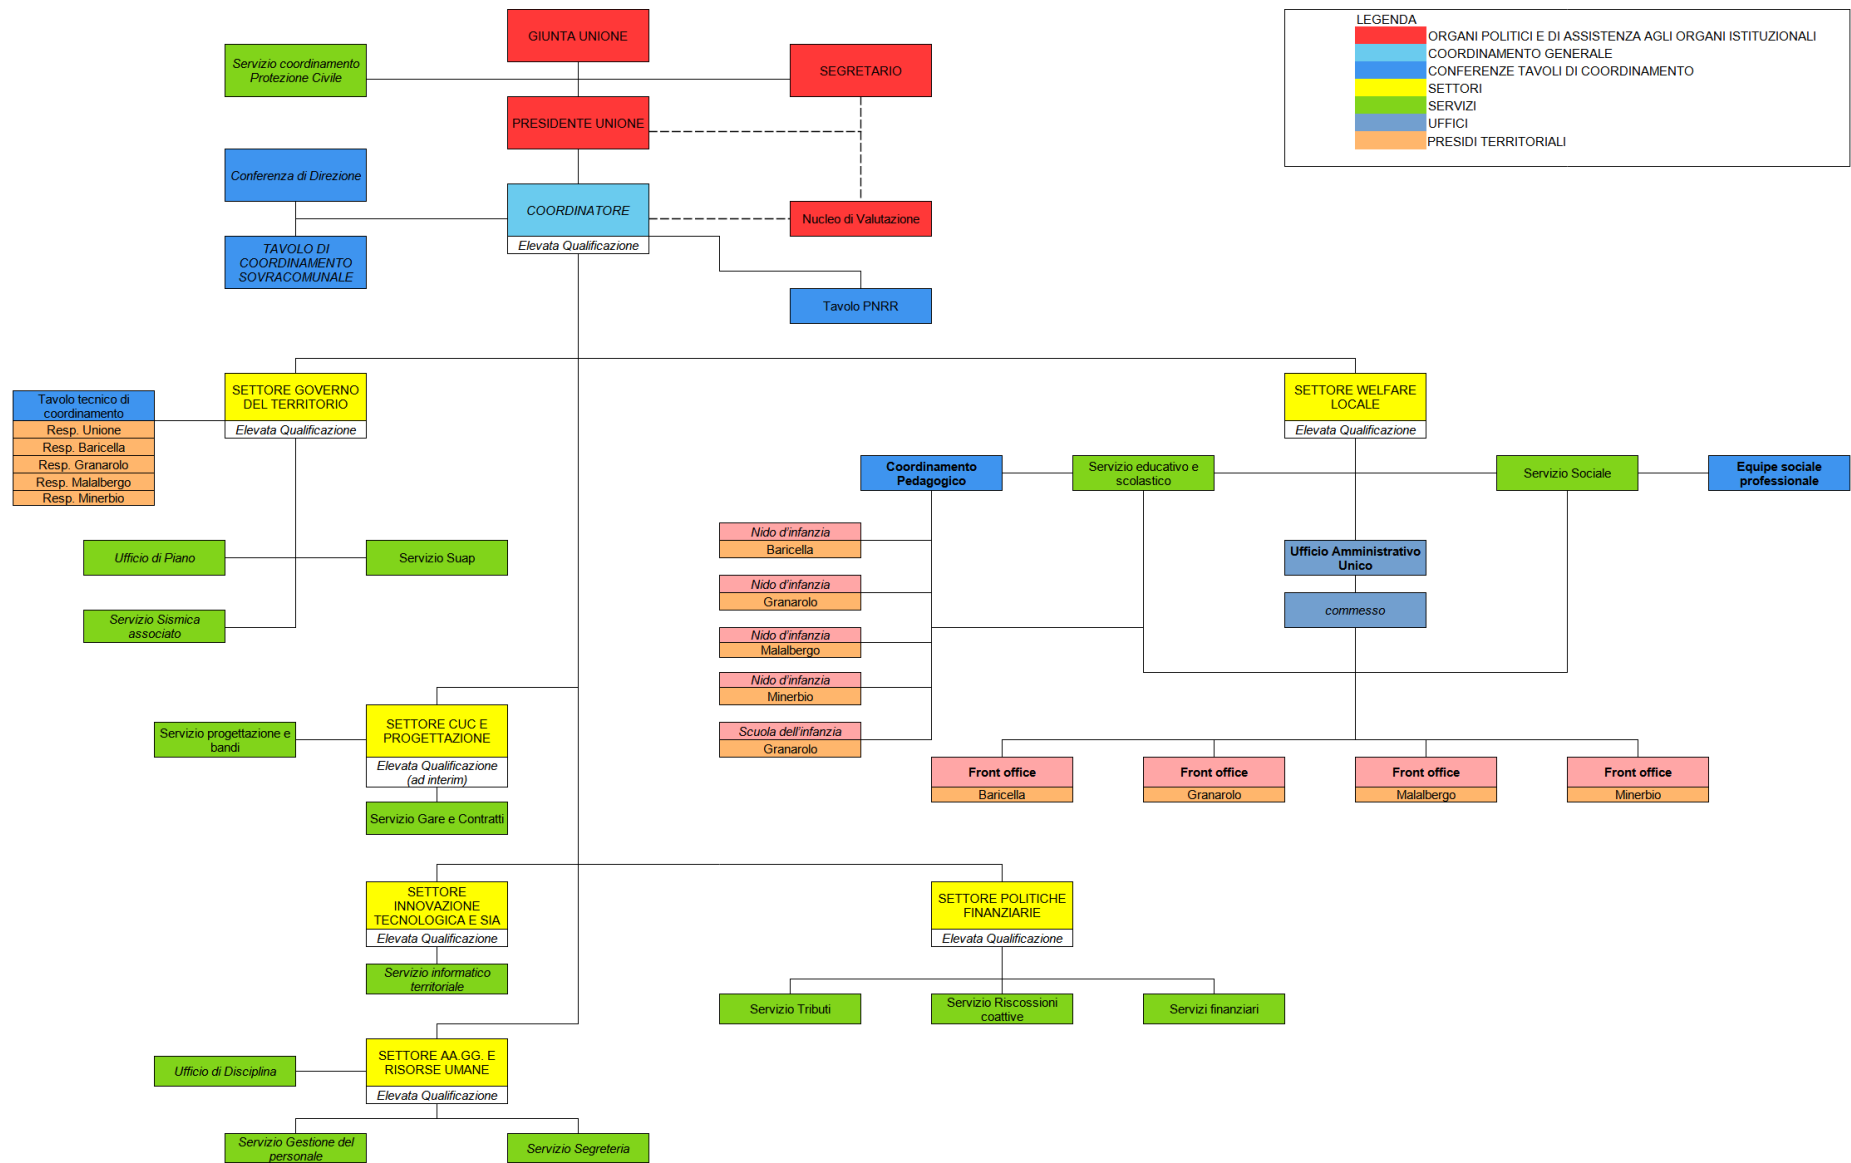 GIUNTA UNIONE
Servizio coordinamento
Protezione Civile
SEGRETARIO
PRESIDENTE UNIONE
Conferenza di Direzione
COORDINATORE
Elevata Qualificazione
Nucleo di Valutazione
TAVOLO DI
COORDINAMENTO
SOVRACOMUNALE
Tavolo PNRR
LEGENDA
ORGANI POLITICI E DI ASSISTENZA AGLI ORGANI ISTITUZIONALI
COORDINAMENTO GENERALE
CONFERENZE TAVOLI DI COORDINAMENTO
SETTORI
SERVIZI
UFFICI
PRESIDI TERRITORIALI
SETTORE GOVERNO
DEL TERRITORIO
Elevata Qualificazione
Tavolo tecnico di
coordinamento
Resp. Unione
Resp. Baricella
Resp. Granarolo
Resp. Malalbergo
Resp. Minerbio
Ufficio di Piano
Servizio Suap
Servizio Sismica
associato
SETTORE WELFARE
LOCALE
Elevata Qualificazione
Coordinamento
Pedagogico
Servizio educativo e
scolastico
Servizio Sociale
Equipe sociale
professionale
Nido d'infanzia
Baricella
Nido d'infanzia
Granarolo
Nido d'infanzia
Malalbergo
Nido d'infanzia
Minerbio
Scuola dell'infanzia
Granarolo
Ufficio Amministrativo
Unico
commesso
Front office
Baricella
Front office
Granarolo
Front office
Malalbergo
Front office
Minerbio
SETTORE CUC E
PROGETTAZIONE
Elevata Qualificazione
(ad interim)
Servizio progettazione e
bandi
Servizio Gare e Contratti
SETTORE
INNOVAZIONE
TECNOLOGICA E SIA
Elevata Qualificazione
Servizio informatico
territoriale
SETTORE POLITICHE
FINANZIARIE
Elevata Qualificazione
Servizio Tributi
Servizio Riscossioni
coattive
Servizi finanziari
SETTORE AA.GG. E
RISORSE UMANE
Elevata Qualificazione
Ufficio di Disciplina
Servizio Gestione del
personale
Servizio Segreteria